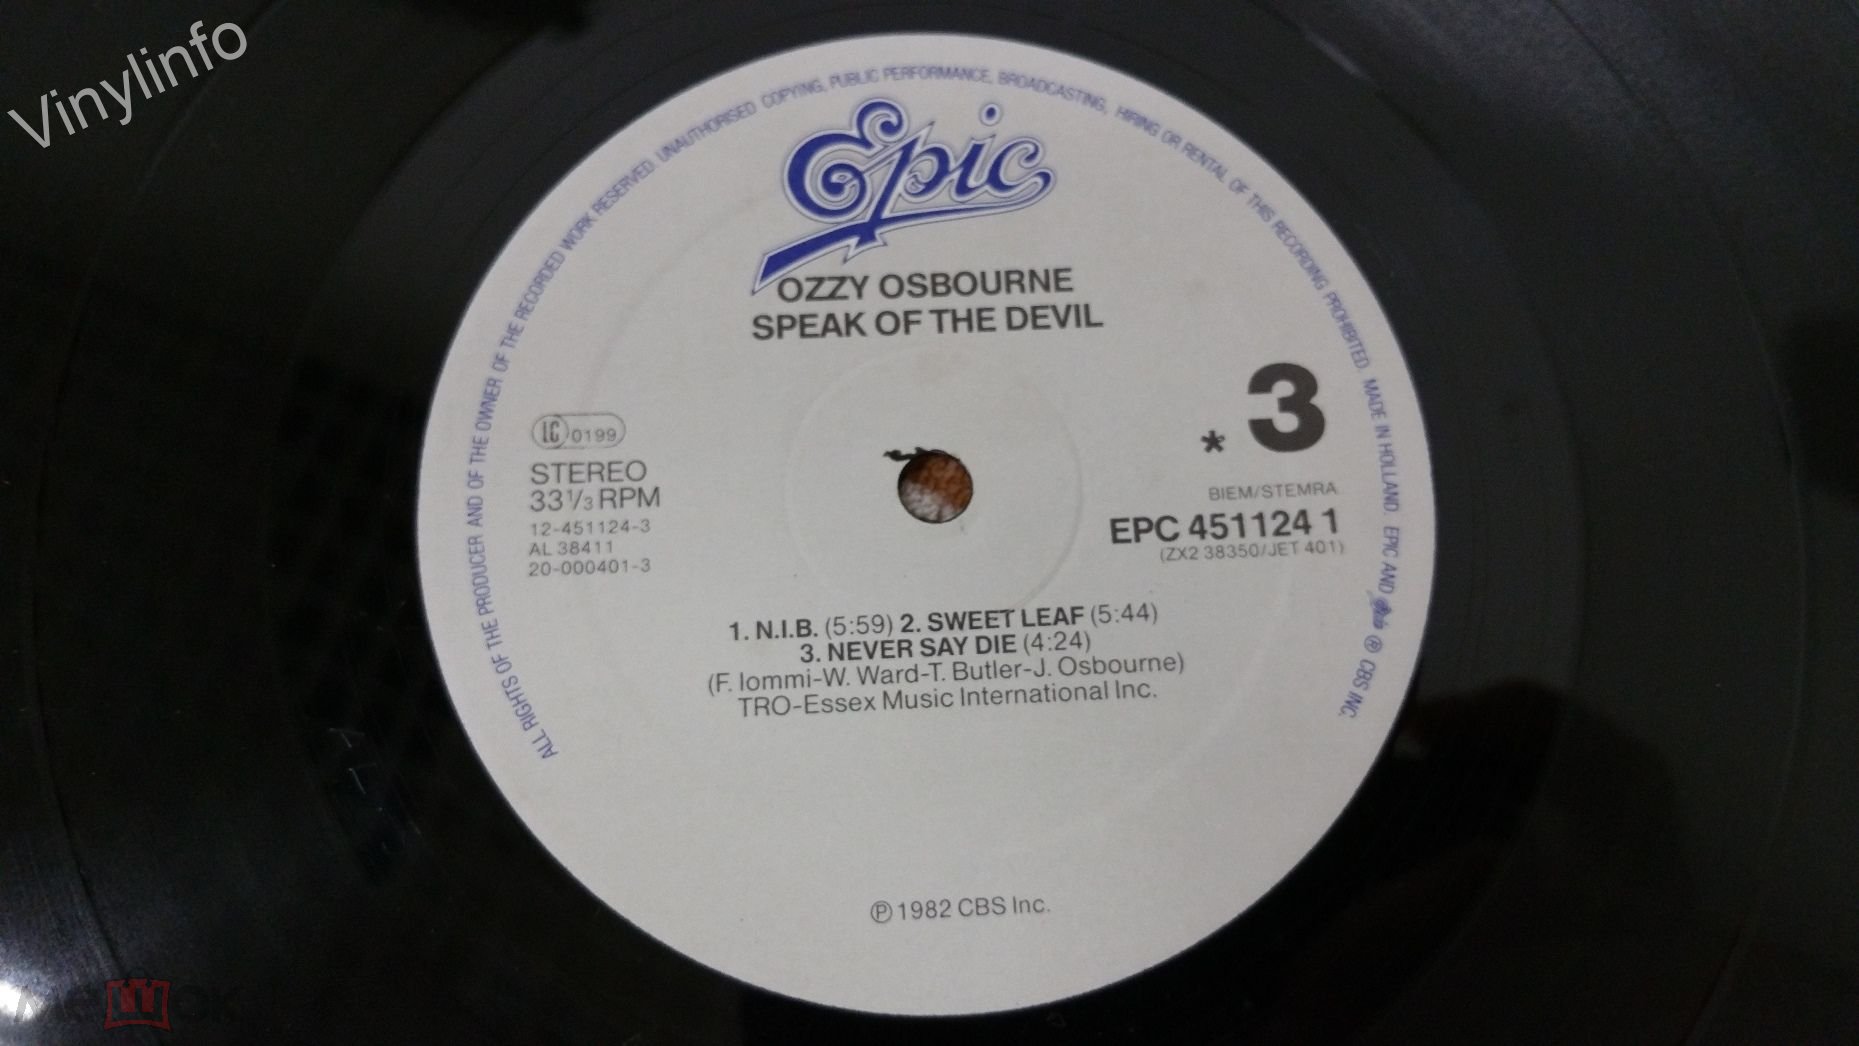 Vinylinfo
ALL RIGHTS OF THE PRODUCER AND OF THE OWNER OF THE RECORDED WORK RESERVED. UNAUTHORISED COPYING, PUBLIC PERFORMANCE, BROADCASTING, HIRING OR RENTAL OF THIS RECORDING PROHIBITED. MADE IN HOLLAND. EPIC AND Epic ℗ CBS INC.
Epic
OZZY OSBOURNE
SPEAK OF THE DEVIL
* 3
LC 0199
STEREO
33 1/3 RPM
12-451124-3
AL 38411
20-000401-3
BIEM/STEMRA
EPC 451124 1
(ZX2 38350/JET 401)
1. N.I.B. (5:59) 2. SWEET LEAF (5:44)
3. NEVER SAY DIE (4:24)
(F. Iommi-W. Ward-T. Butler-J. Osbourne)
TRO-Essex Music International Inc.
℗ 1982 CBS Inc.
МеШок